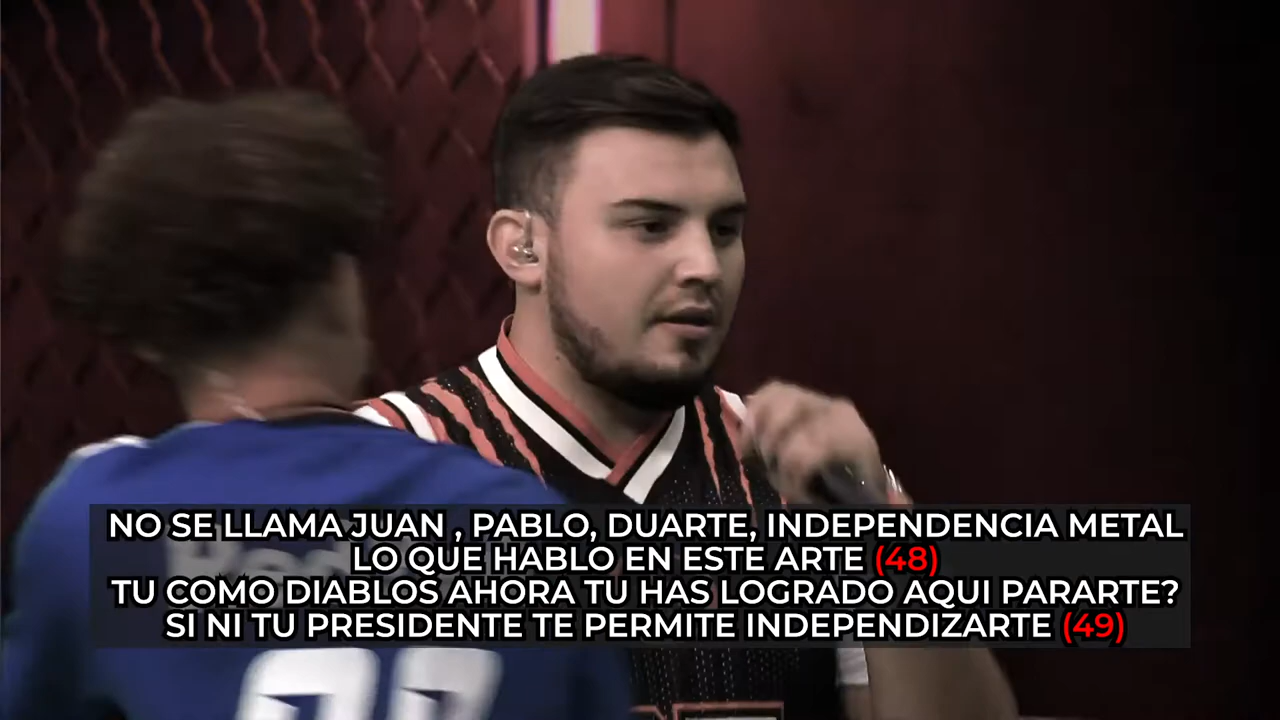 NO SE LLAMA JUAN , PABLO, DUARTE, INDEPENDENCIA METAL
LO QUE HABLO EN ESTE ARTE (48)
TU COMO DIABLOS AHORA TU HAS LOGRADO AQUI PARARTE?
SI NI TU PRESIDENTE TE PERMITE INDEPENDIZARTE (49)